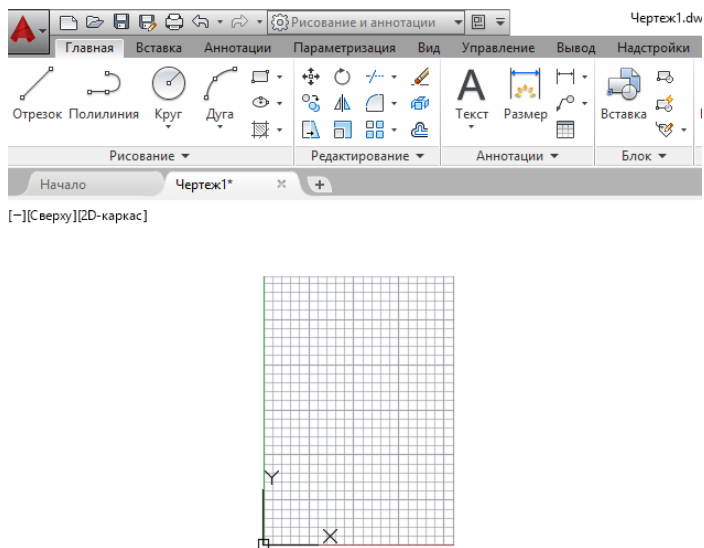 Рисование и аннотации Чертеж1.dw
Главная Вставка Аннотации Параметризация Вид Управление Вывод Надстройки
Отрезок Полилиния Круг Дуга Текст Размер Вставка
Рисование Редактирование Аннотации Блок
Начало Чертеж1*
[−][Сверху][2D-каркас]
Y
X